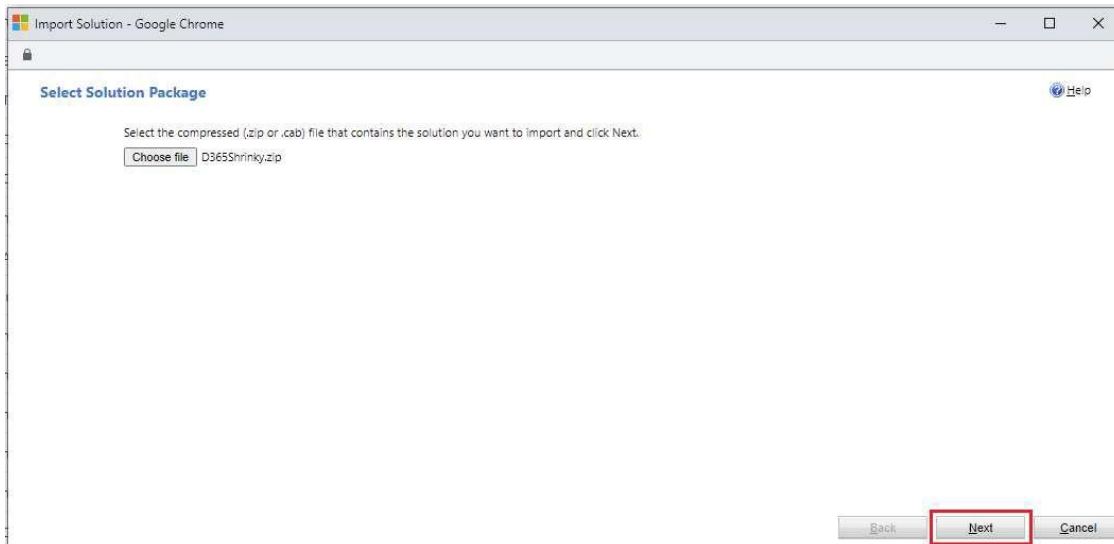 Import Solution - Google Chrome
Select Solution Package
Help
Select the compressed (.zip or .cab) file that contains the solution you want to import and click Next.
Choose file D365Shrinky.zip
Back Next Cancel